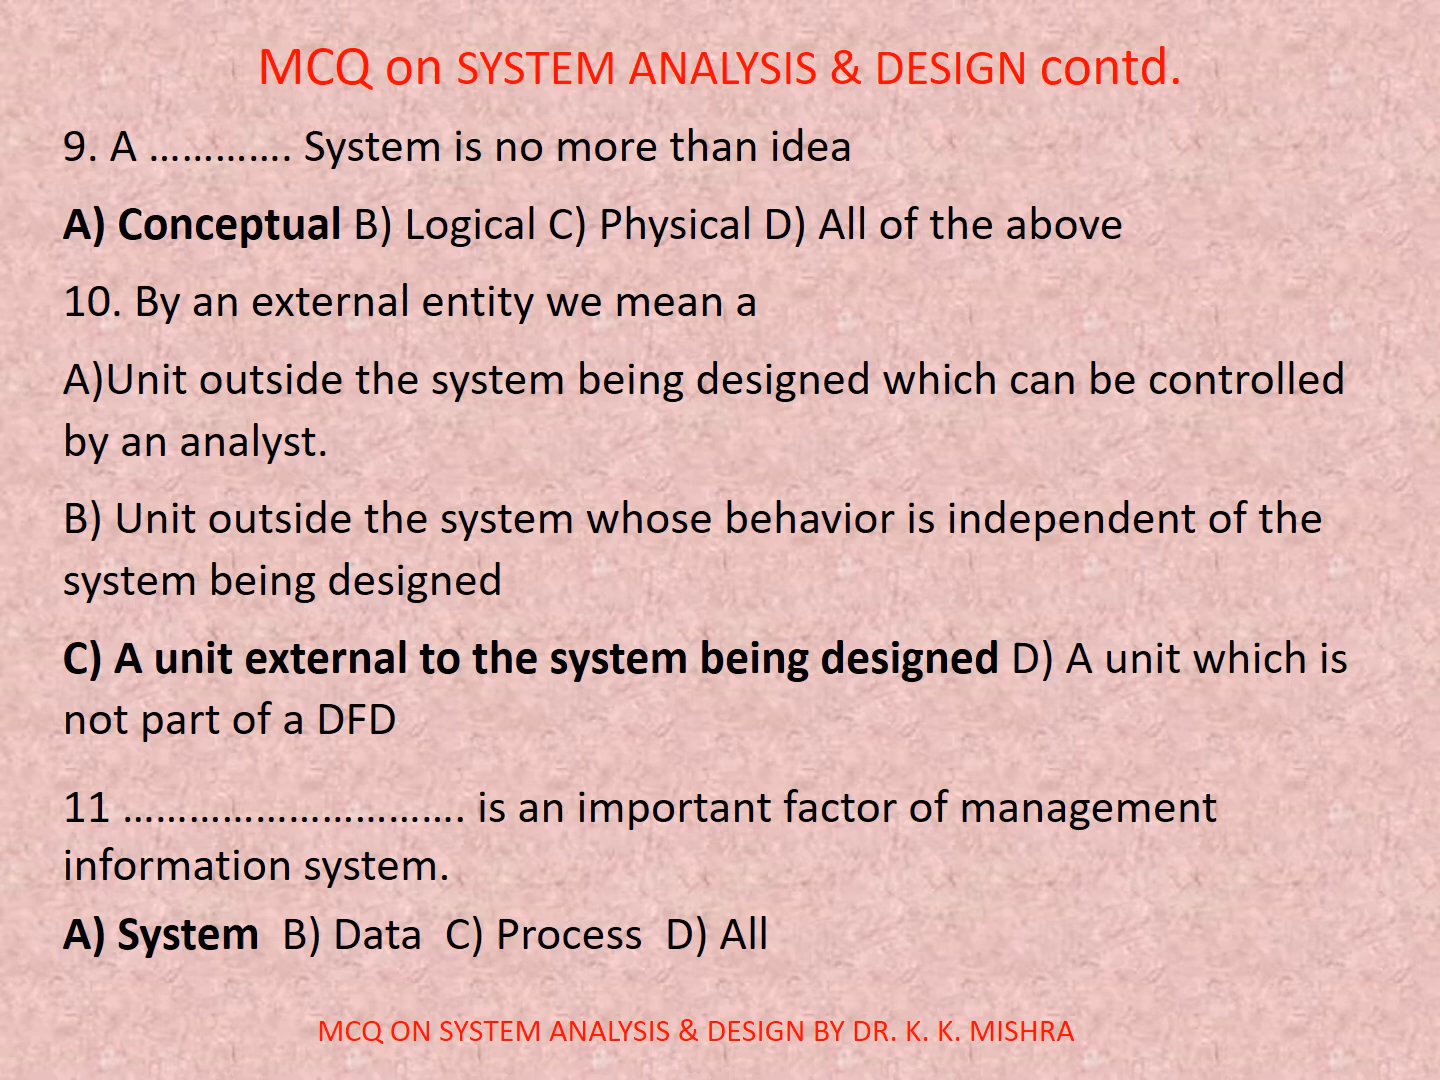 MCQ on SYSTEM ANALYSIS & DESIGN contd.
9. A …………. System is no more than idea
A) Conceptual B) Logical C) Physical D) All of the above
10. By an external entity we mean a
A)Unit outside the system being designed which can be controlled
by an analyst.
B) Unit outside the system whose behavior is independent of the
system being designed
C) A unit external to the system being designed D) A unit which is
not part of a DFD
11 …………………………. is an important factor of management
information system.
A) System  B) Data  C) Process  D) All
MCQ ON SYSTEM ANALYSIS & DESIGN BY DR. K. K. MISHRA